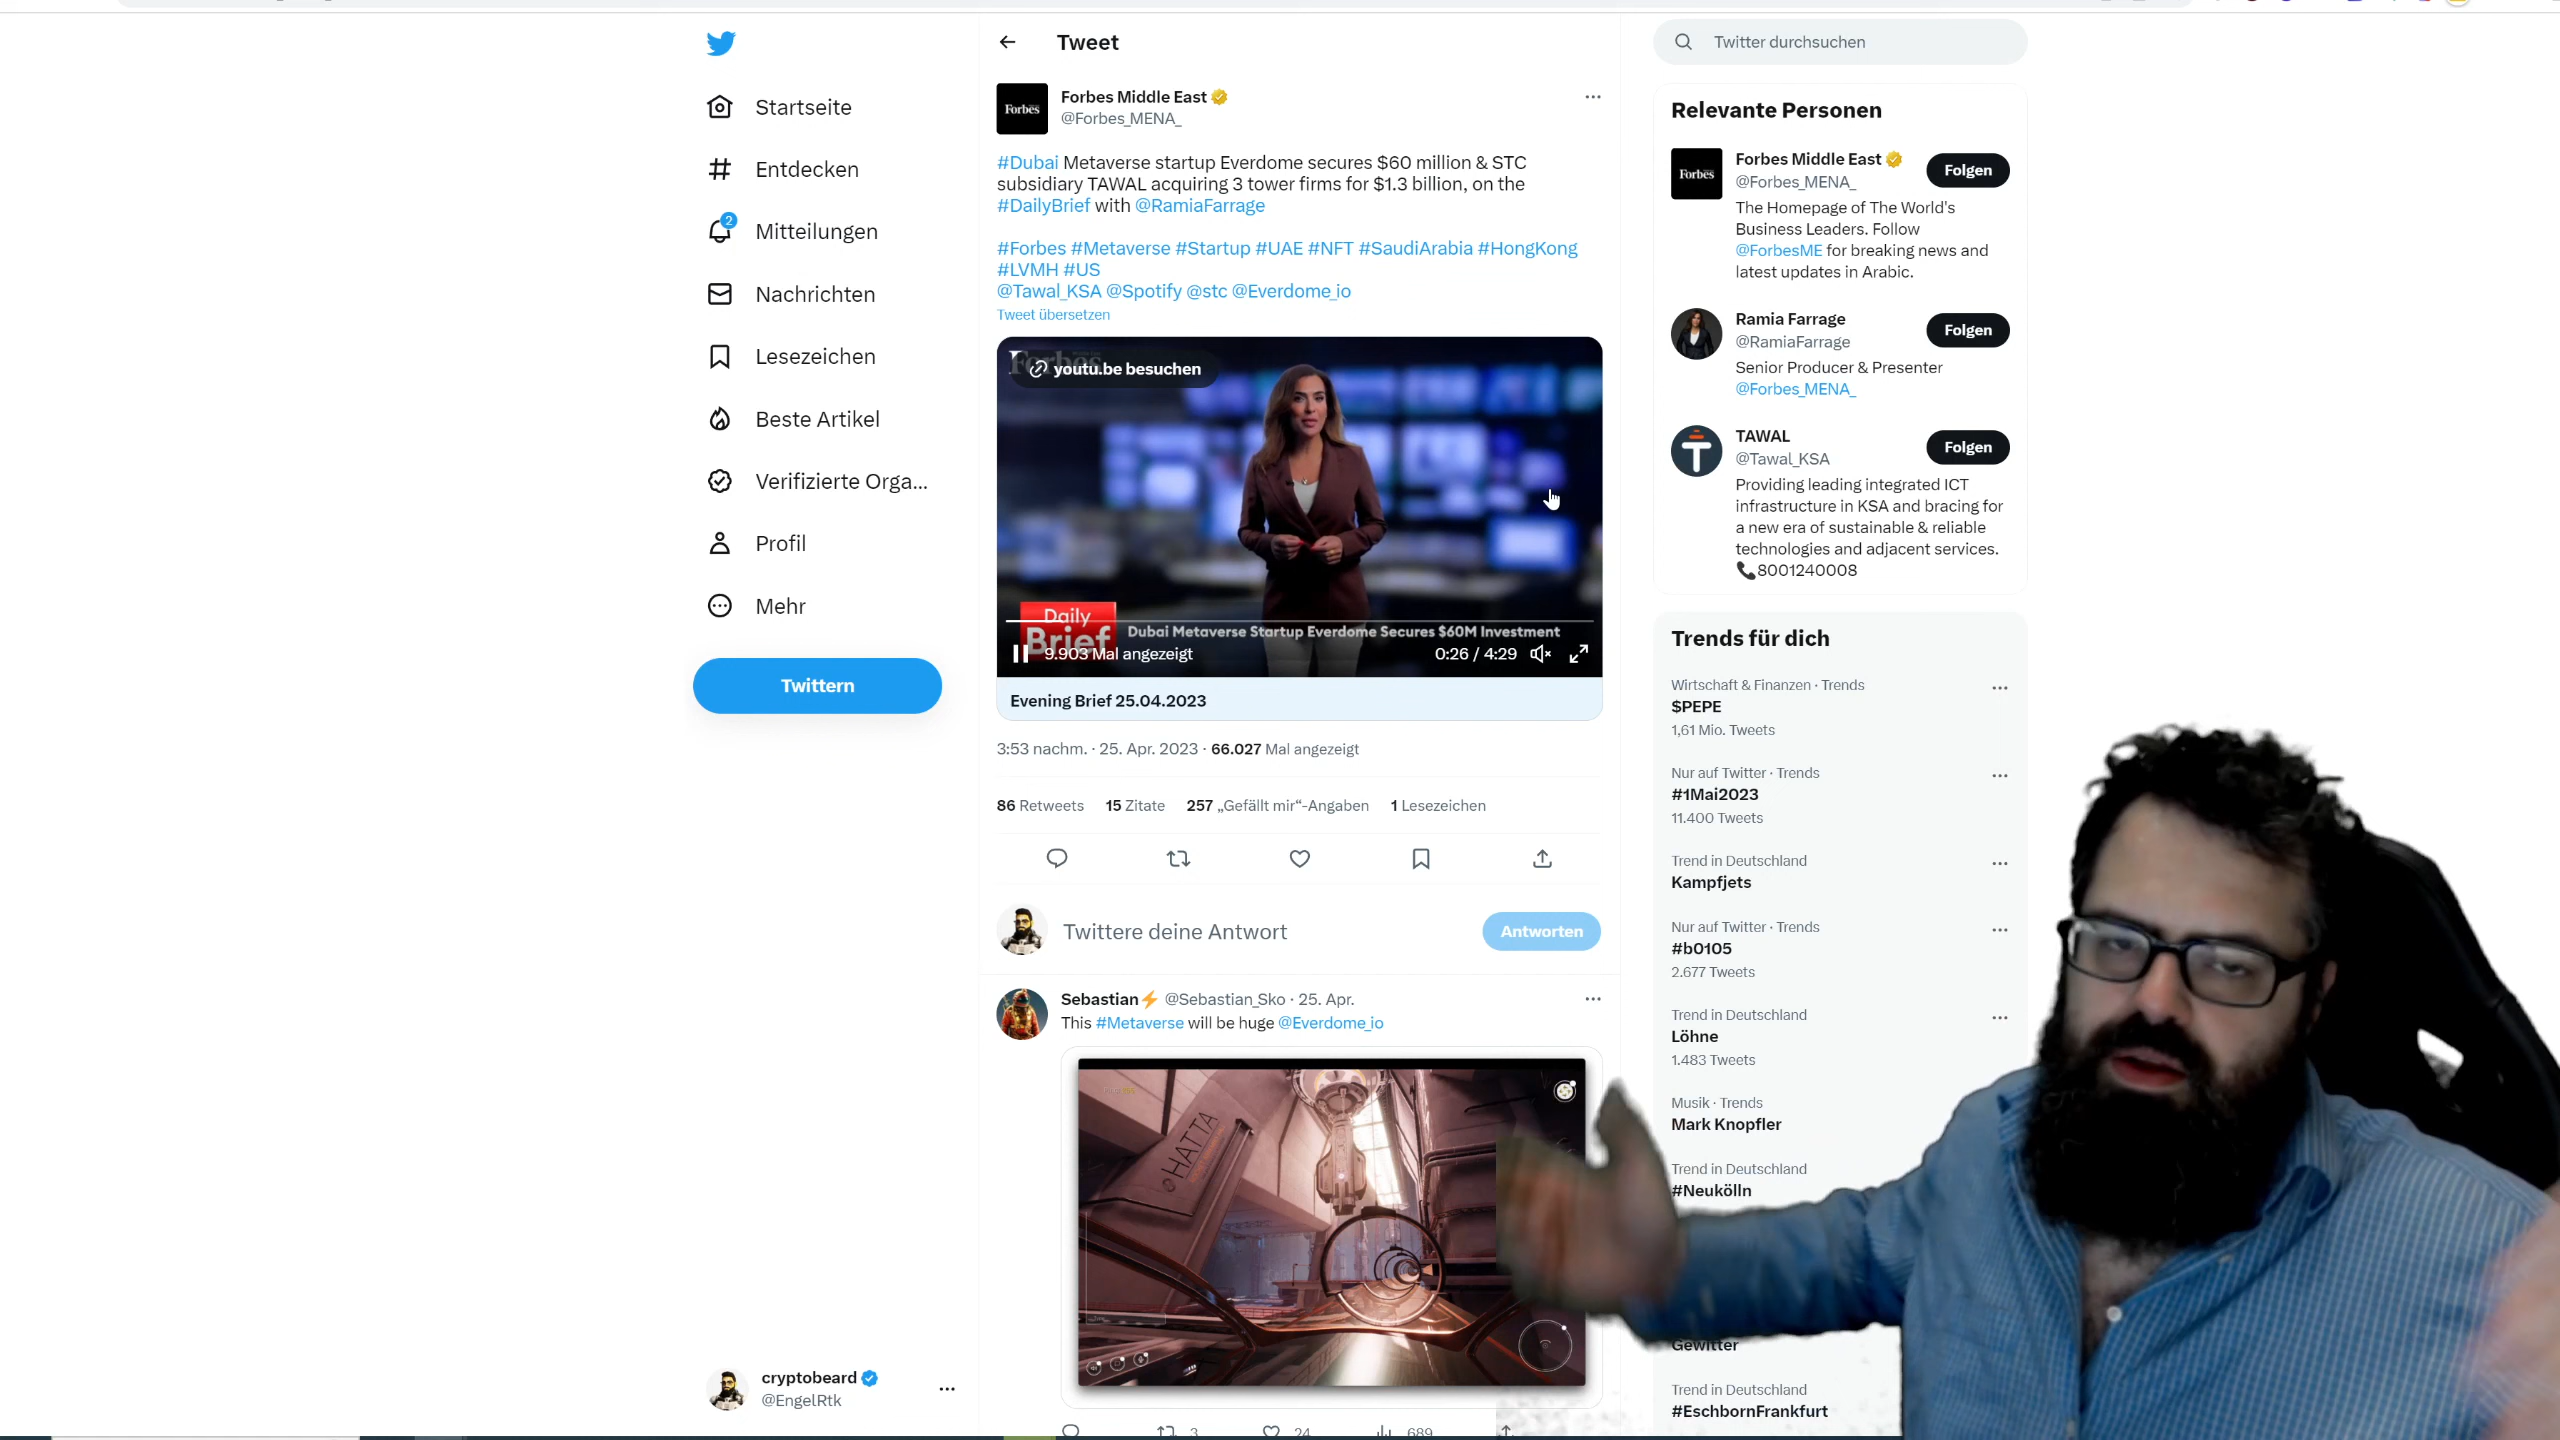 Startseite
Entdecken
2
Mitteilungen
Nachrichten
Lesezeichen
Beste Artikel
Verifizierte Orga...
Profil
Mehr
Twittern
cryptobeard
@EngelRtk
Tweet
Forbes
Forbes Middle East
@Forbes_MENA_
#Dubai Metaverse startup Everdome secures $60 million & STC
subsidiary TAWAL acquiring 3 tower firms for $1.3 billion, on the
#DailyBrief with @RamiaFarrage
#Forbes #Metaverse #Startup #UAE #NFT #SaudiArabia #HongKong
#LVMH #US
@Tawal_KSA @Spotify @stc @Everdome_io
Tweet übersetzen
Forbes
youtu.be besuchen
Daily
Brief
Dubai Metaverse Startup Everdome Secures $60M Investment
9.903 Mal angezeigt
0:26 / 4:29
Evening Brief 25.04.2023
3:53 nachm. · 25. Apr. 2023 · 66.027 Mal angezeigt
86 Retweets 15 Zitate 257 „Gefällt mir“-Angaben 1 Lesezeichen
Twittere deine Antwort
Antworten
Sebastian⚡ @Sebastian_Sko · 25. Apr.
This #Metaverse will be huge @Everdome_io
HATTA
3 24 689
Twitter durchsuchen
Relevante Personen
Forbes
Forbes Middle East
@Forbes_MENA_
Folgen
The Homepage of The World's
Business Leaders. Follow
@ForbesME for breaking news and
latest updates in Arabic.
Ramia Farrage
@RamiaFarrage
Folgen
Senior Producer & Presenter
@Forbes_MENA_
TAWAL
@Tawal_KSA
Folgen
Providing leading integrated ICT
infrastructure in KSA and bracing for
a new era of sustainable & reliable
technologies and adjacent services.
📞8001240008
Trends für dich
Wirtschaft & Finanzen · Trends
$PEPE
1,61 Mio. Tweets
Nur auf Twitter · Trends
#1Mai2023
11.400 Tweets
Trend in Deutschland
Kampfjets
Nur auf Twitter · Trends
#b0105
2.677 Tweets
Trend in Deutschland
Löhne
1.483 Tweets
Musik · Trends
Mark Knopfler
Trend in Deutschland
#Neukölln
Gewitter
Trend in Deutschland
#EschbornFrankfurt